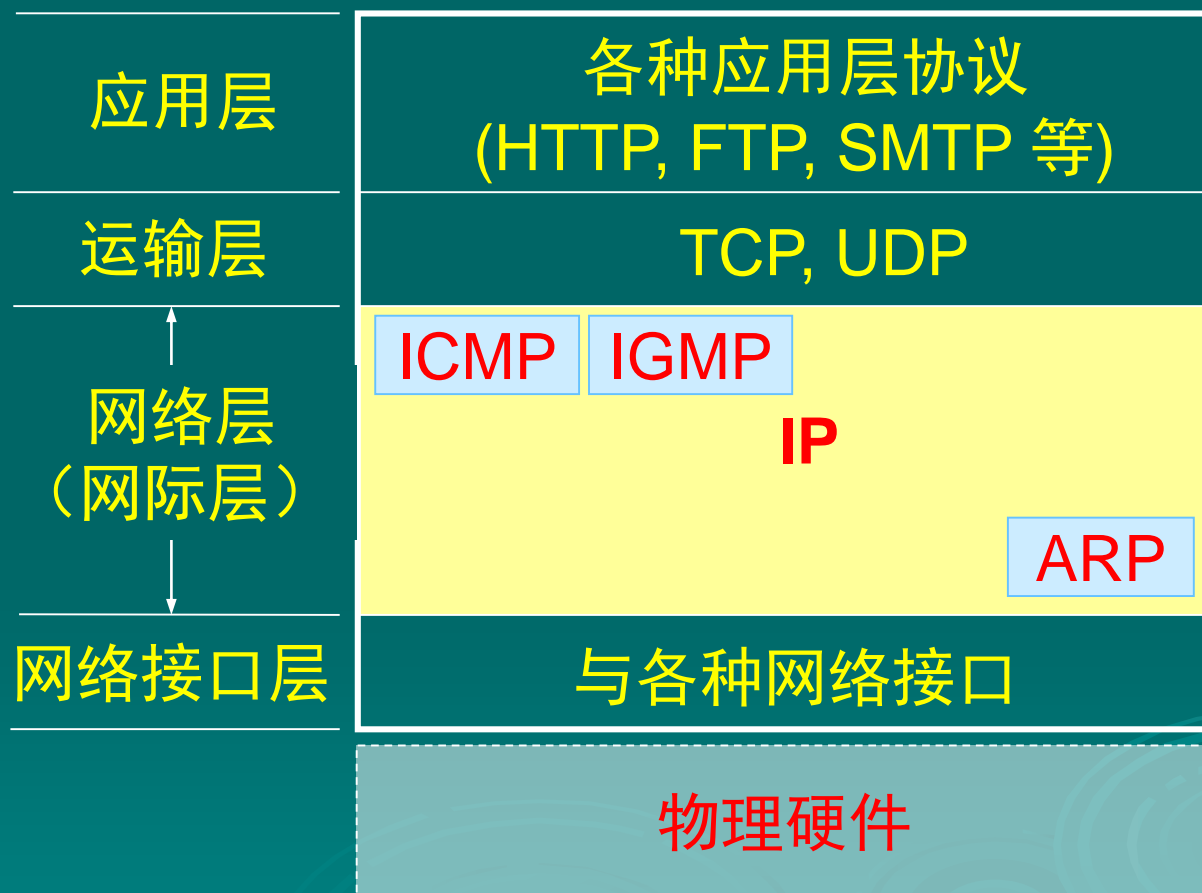 应用层
各种应用层协议
(HTTP, FTP, SMTP 等)
运输层
TCP, UDP
网络层
（网际层）
ICMP
IGMP
IP
ARP
网络接口层
与各种网络接口
物理硬件